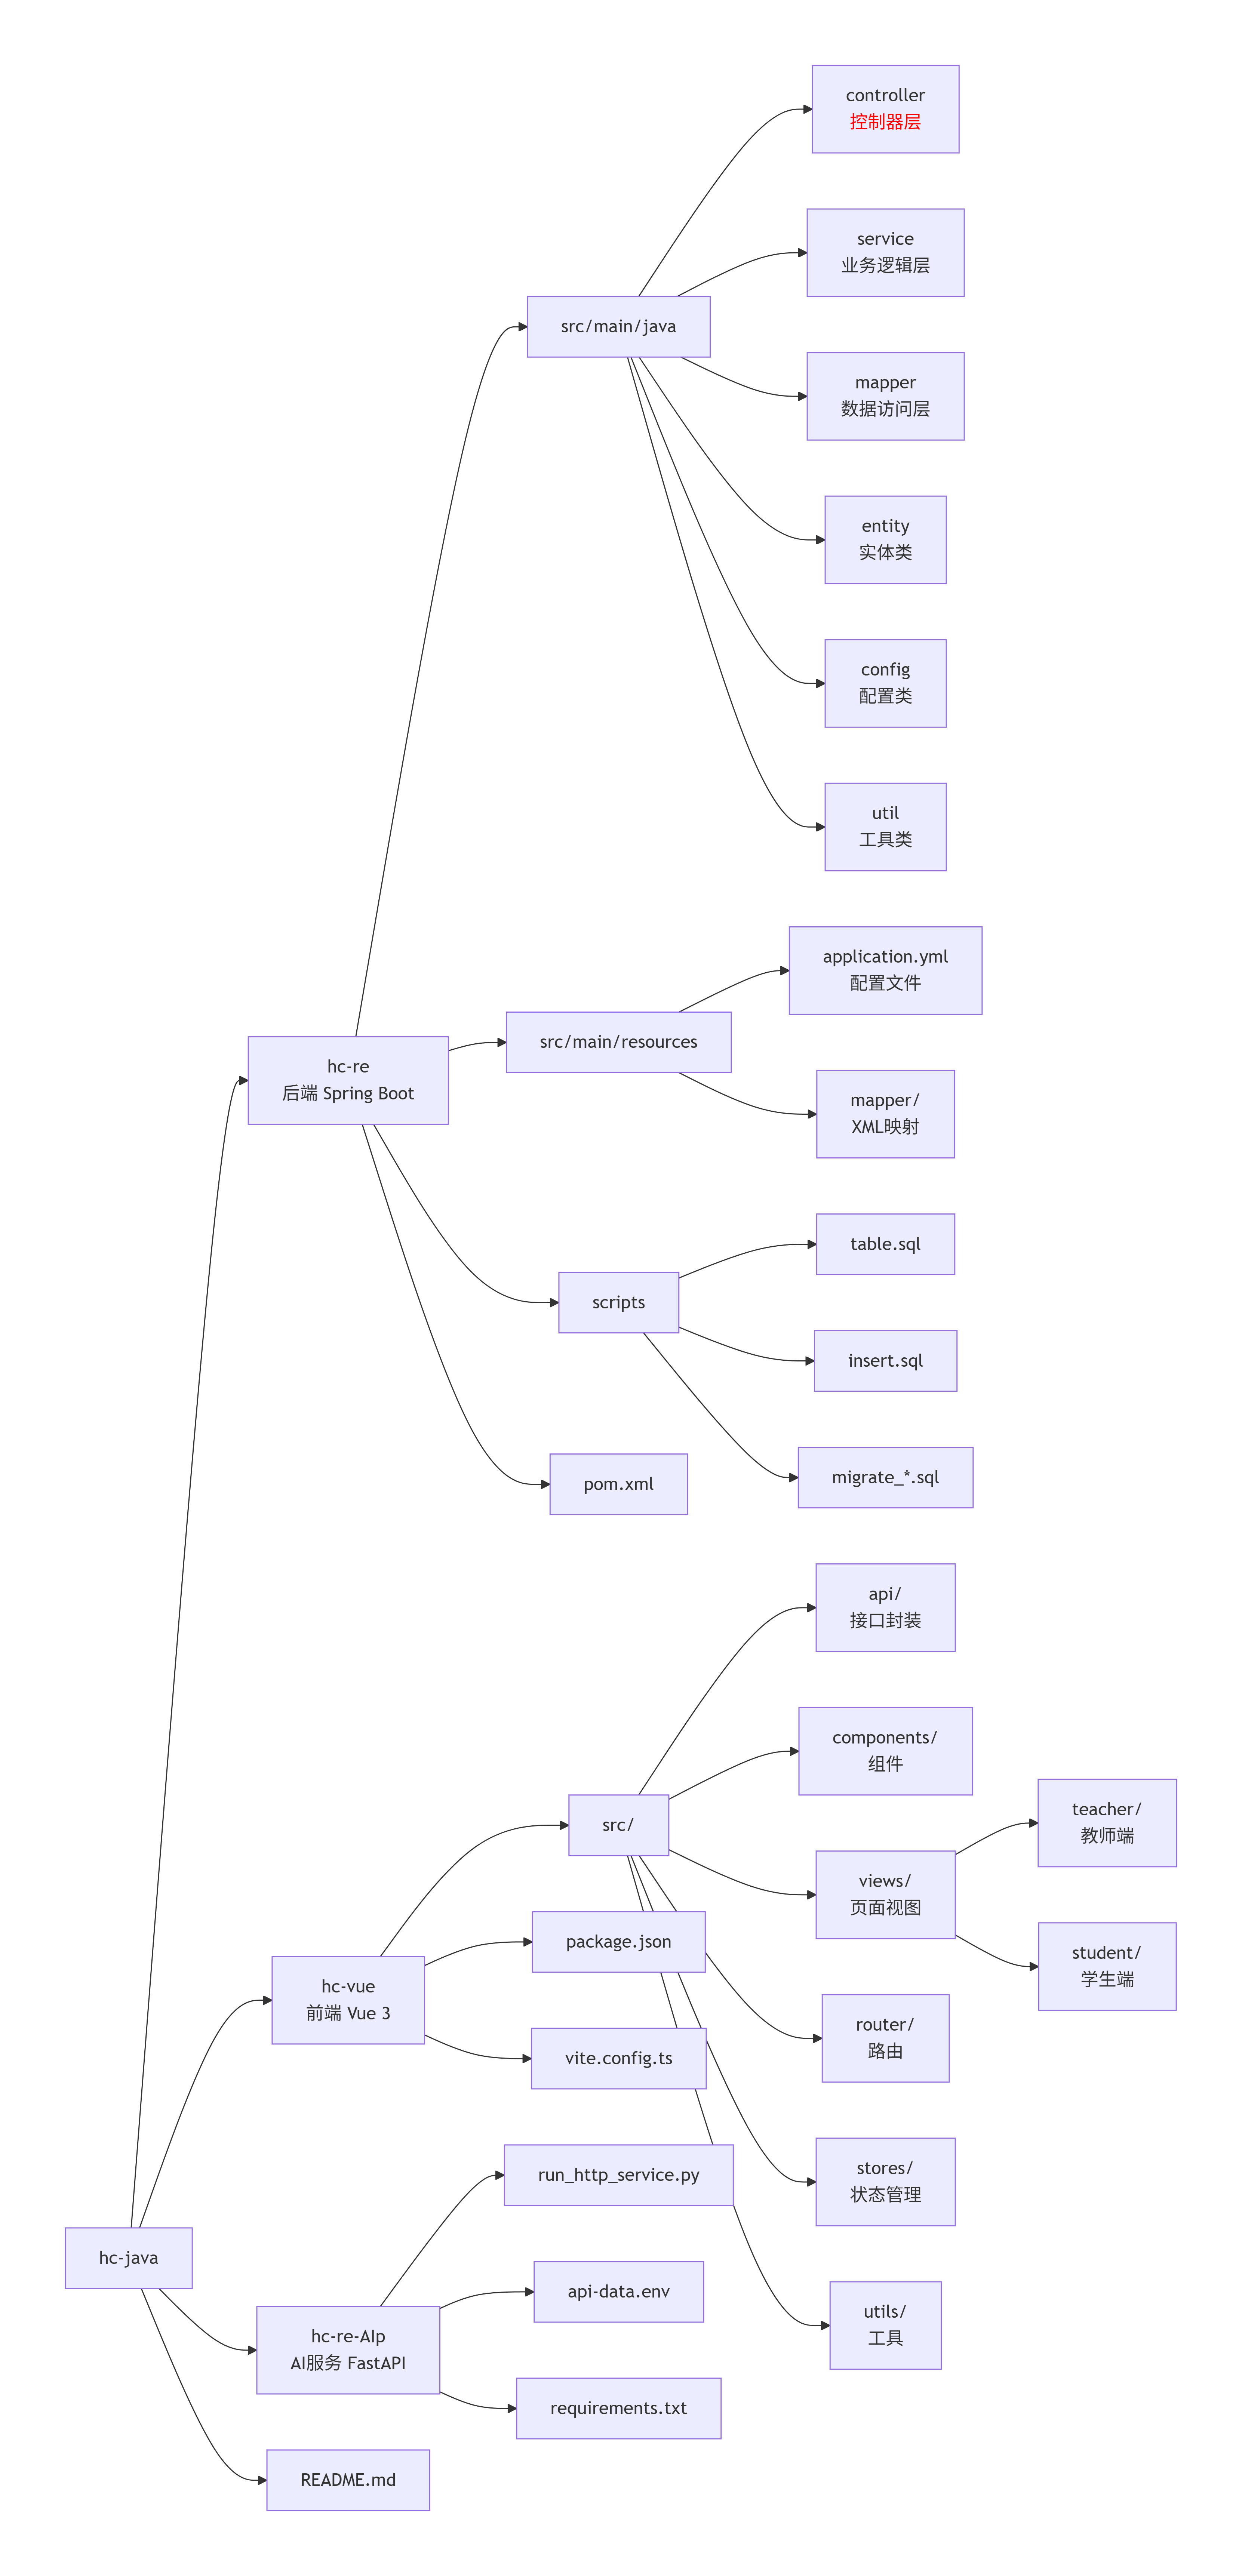 controller
控制器层
service
业务逻辑层
src/main/java
mapper
数据访问层
entity
实体类
config
配置类
util
工具类
application.yml
配置文件
hc-re
后端 Spring Boot
src/main/resources
mapper/
XML映射
table.sql
scripts
insert.sql
migrate_*.sql
pom.xml
api/
接口封装
components/
组件
src/
teacher/
教师端
views/
页面视图
package.json
student/
学生端
hc-vue
前端 Vue 3
router/
路由
vite.config.ts
stores/
状态管理
run_http_service.py
hc-java
api-data.env
utils/
工具
hc-re-AIp
AI服务 FastAPI
requirements.txt
README.md